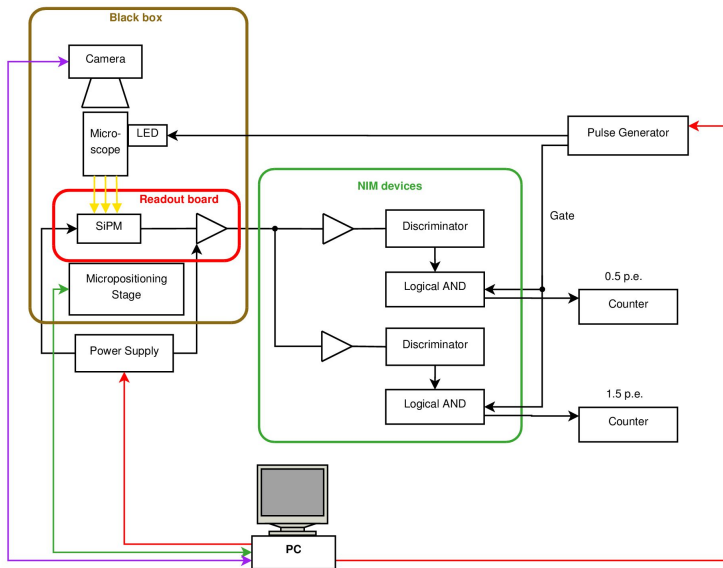 Black box
Camera
Micro-
scope
LED
Pulse Generator
Readout board
NIM devices
SiPM
Discriminator
Gate
Micropositioning
Stage
Logical AND
0.5 p.e.
Counter
Power Supply
Discriminator
Logical AND
1.5 p.e.
Counter
PC